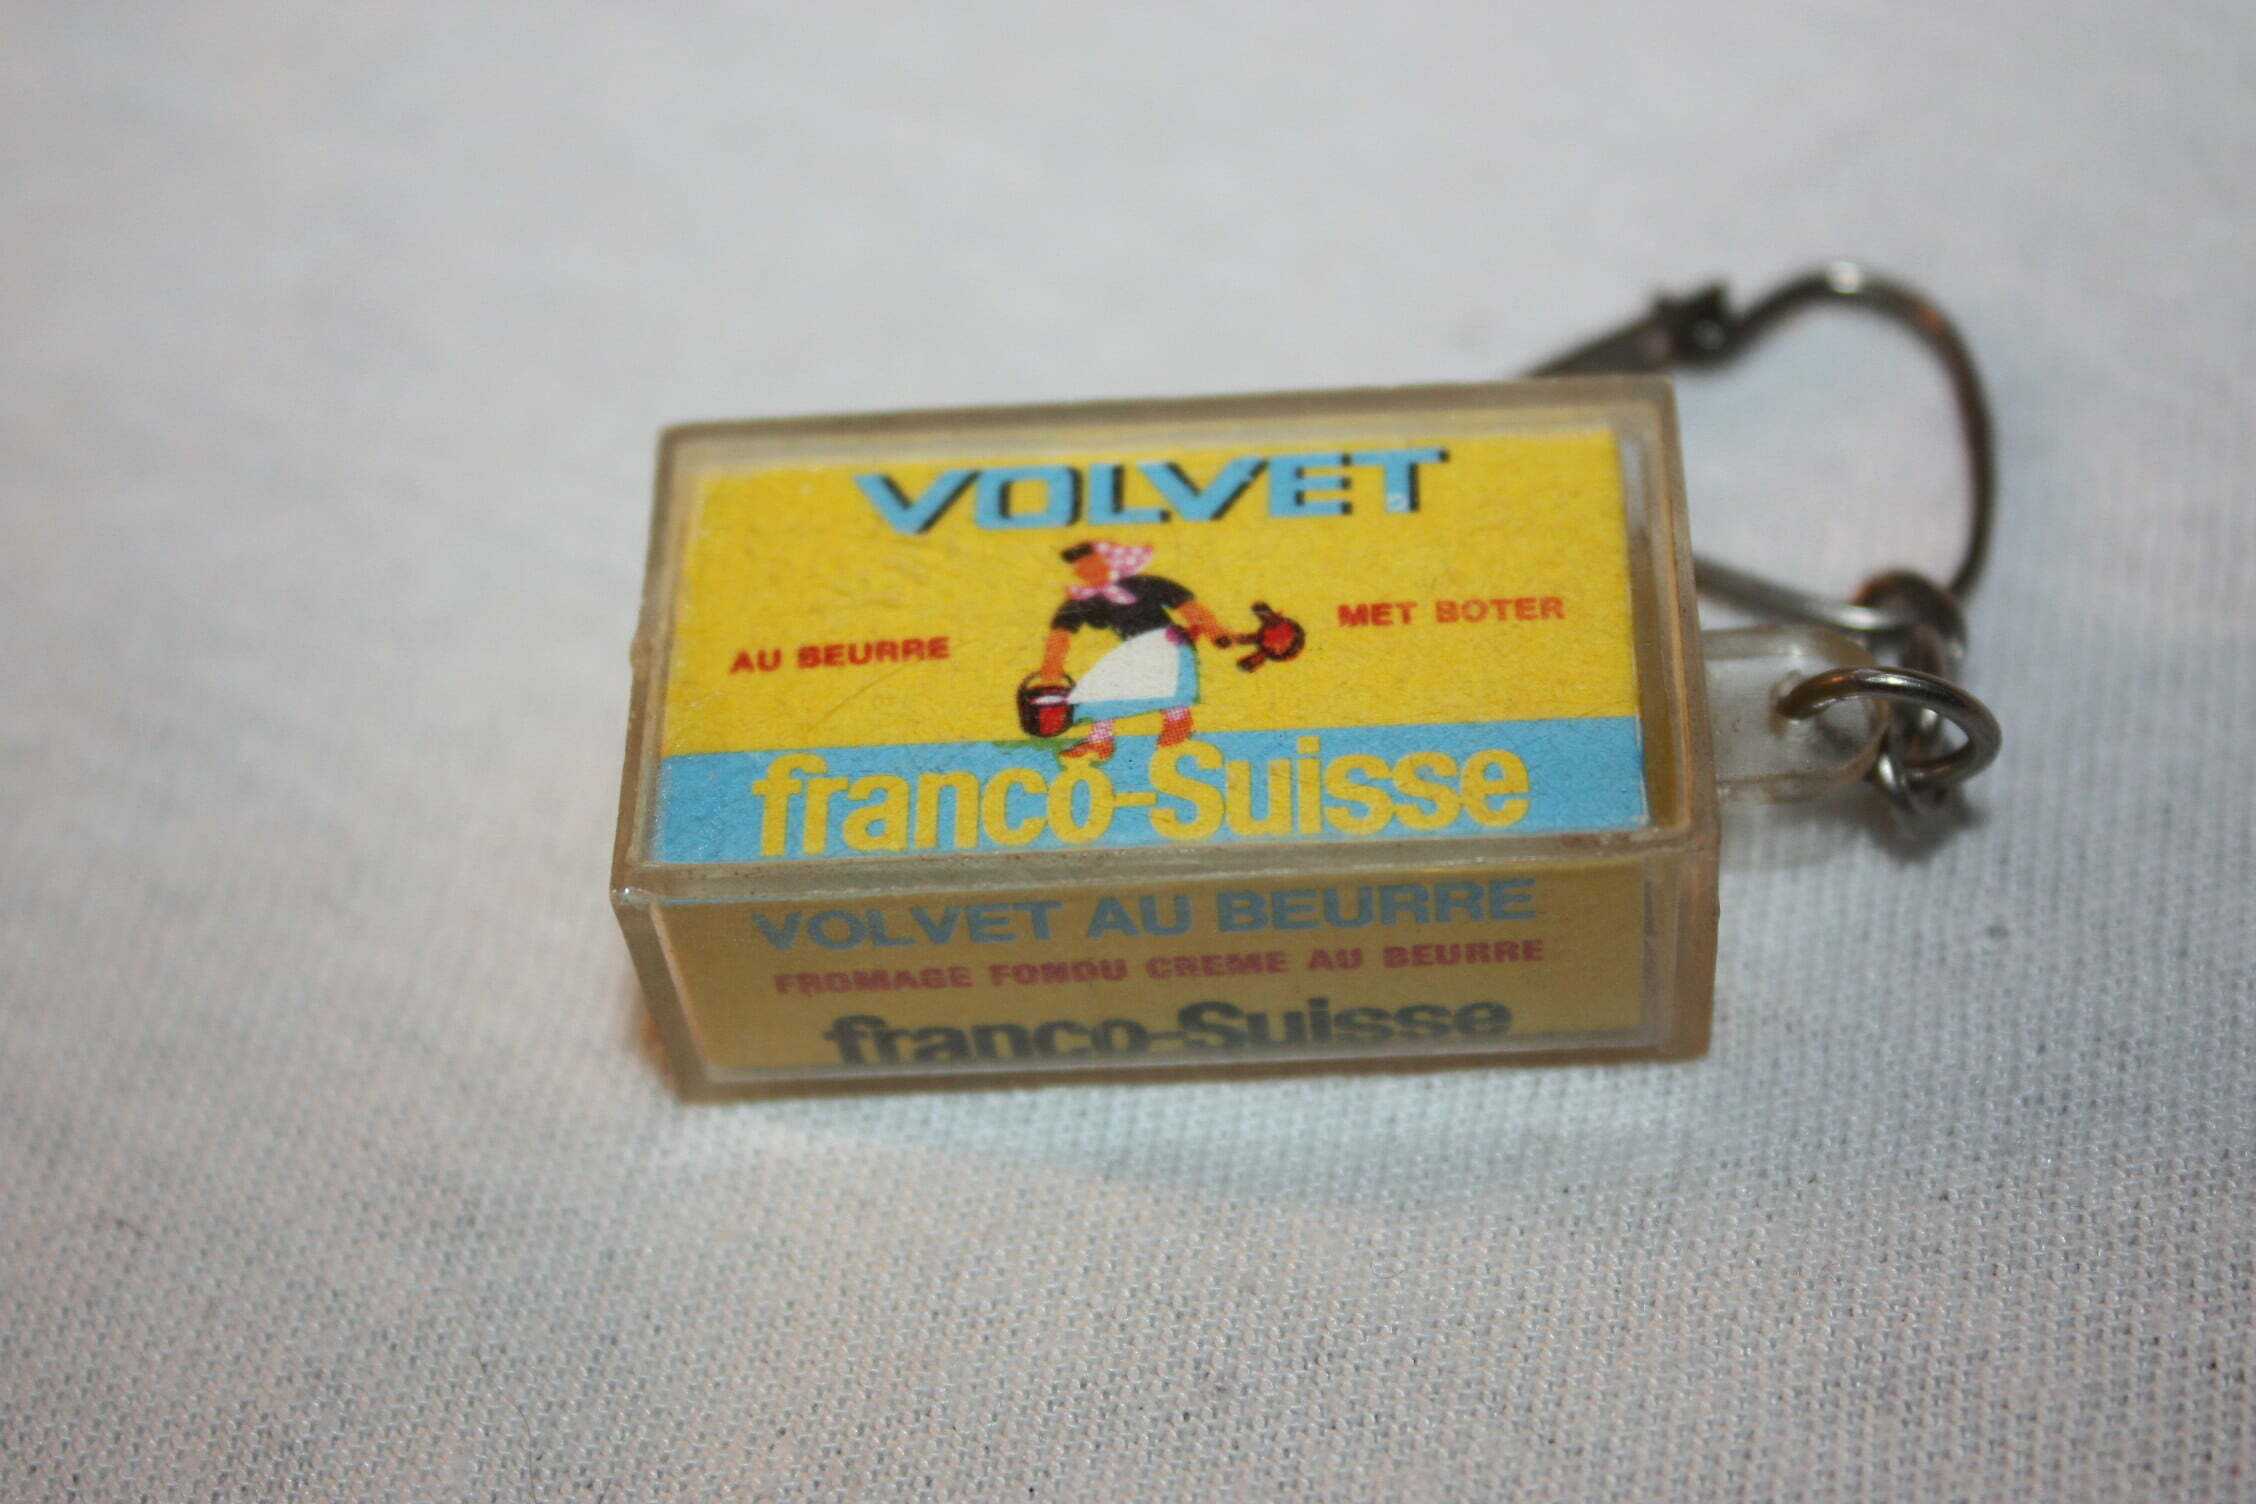 VOLVET
AU BEURRE
MET BOTER
franco-Suisse
VOLVET AU BEURRE
FROMAGE FONDU CREME AU BEURRE
franco-Suisse